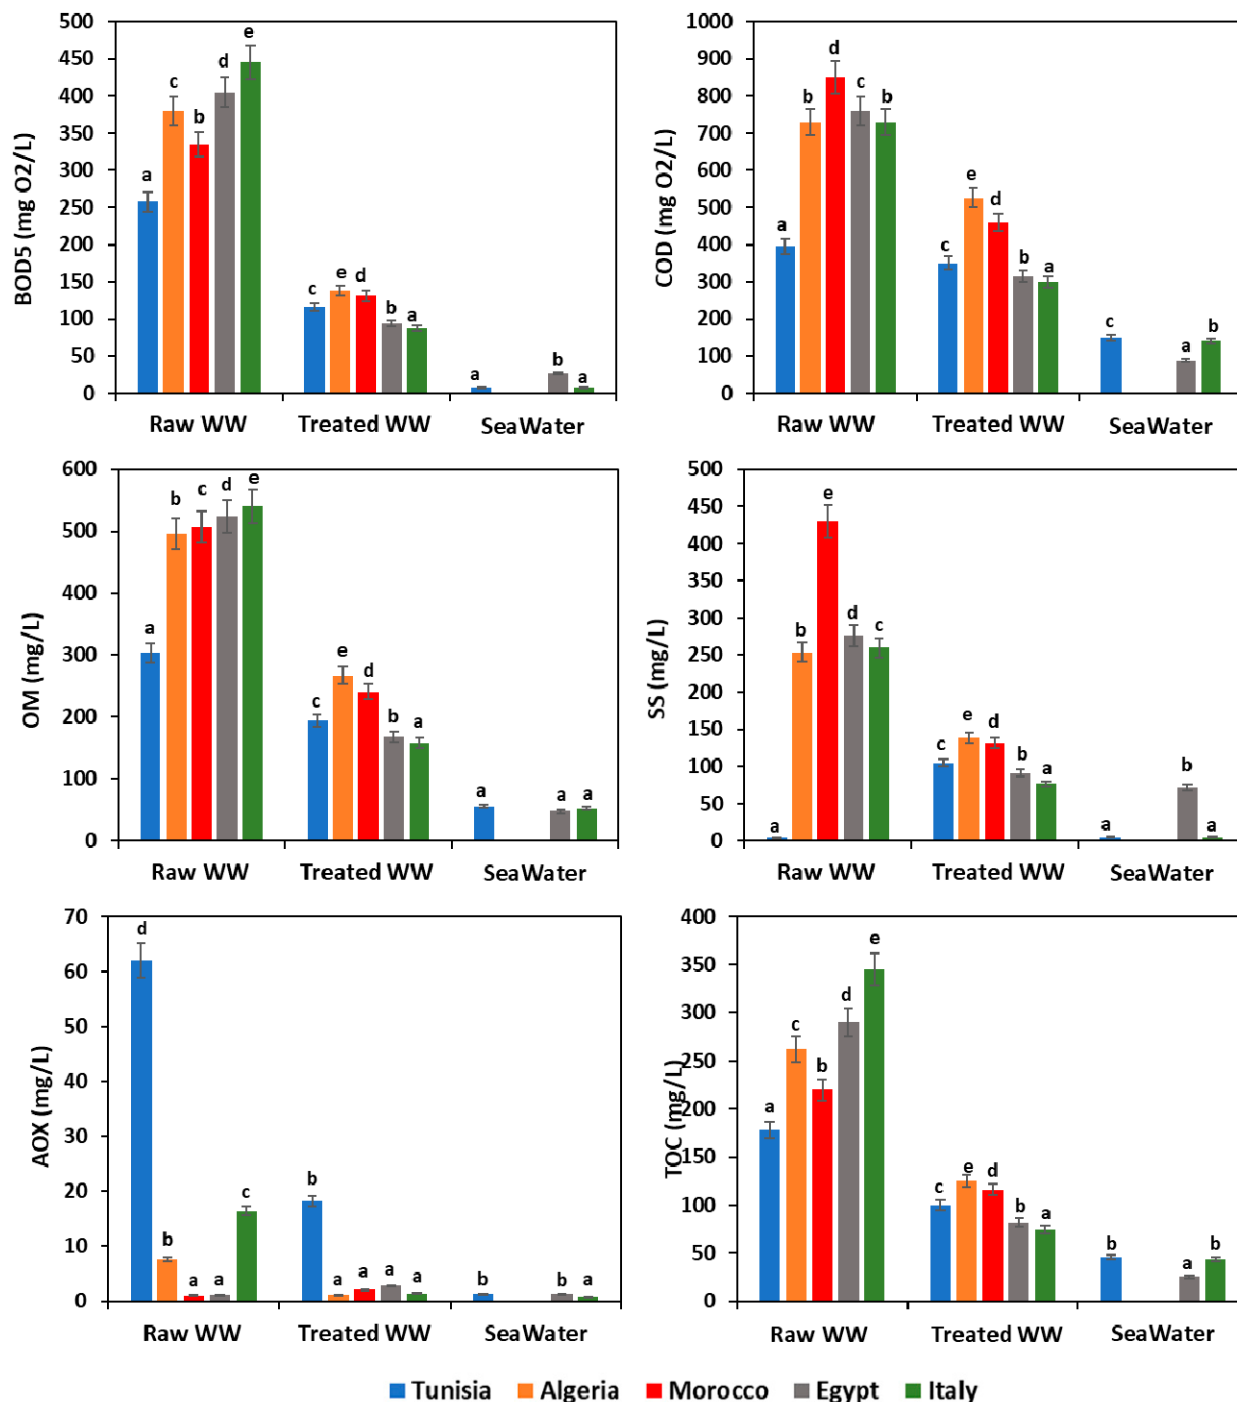 500
450
400
350
300
250
200
150
100
50
0
BOD5 (mg O2/L)
a
c
b
d
e
c
e
d
b
a
a
b
a
Raw WW Treated WW SeaWater
1000
900
800
700
600
500
400
300
200
100
0
COD (mg O2/L)
a
b
d
c
b
c
e
d
b
a
c
a
b
Raw WW Treated WW SeaWater
600
500
400
300
200
100
0
OM (mg/L)
a
b
c
d
e
c
e
d
b
a
a
a
a
Raw WW Treated WW SeaWater
500
450
400
350
300
250
200
150
100
50
0
SS (mg/L)
a
b
e
d
c
c
e
d
b
a
a
b
a
Raw WW Treated WW SeaWater
70
60
50
40
30
20
10
0
AOX (mg/L)
d
b
a
a
c
b
a
a
a
a
b
b
a
Raw WW Treated WW SeaWater
400
350
300
250
200
150
100
50
0
TOC (mg/L)
a
c
b
d
e
c
e
d
b
a
b
a
b
Raw WW Treated WW SeaWater
Tunisia Algeria Morocco Egypt Italy